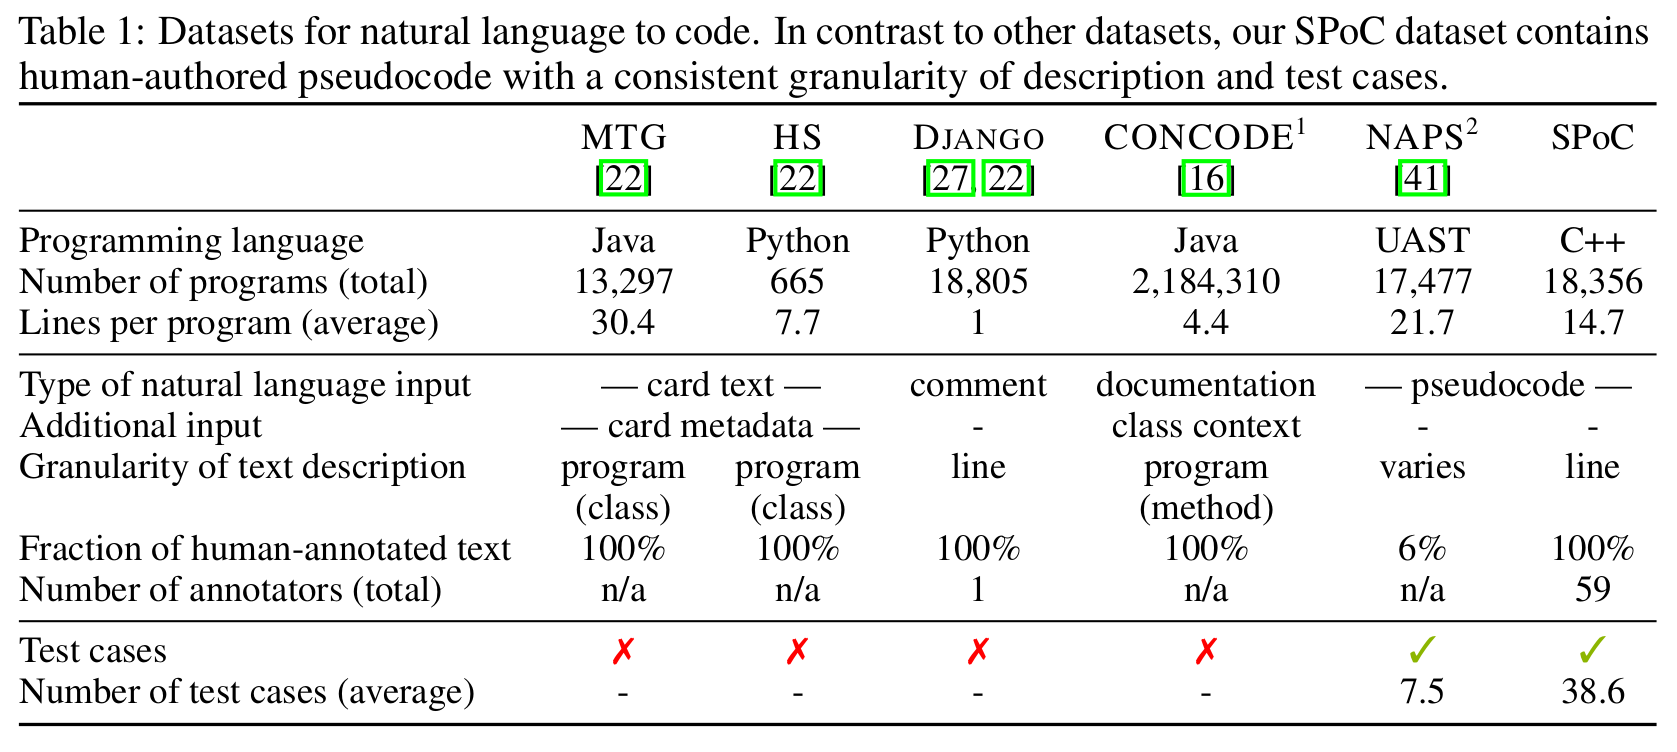 Table 1: Datasets for natural language to code. In contrast to other datasets, our SPoC dataset contains
human-authored pseudocode with a consistent granularity of description and test cases.
MTG HS DJANGO CONCODE¹ NAPS² SPoC
[22] [22] [27, 22] [16] [41]
Programming language Java Python Python Java UAST C++
Number of programs (total) 13,297 665 18,805 2,184,310 17,477 18,356
Lines per program (average) 30.4 7.7 1 4.4 21.7 14.7
Type of natural language input — card text — comment documentation — pseudocode —
Additional input — card metadata — - class context - -
Granularity of text description program program line program varies line
(class) (class) (method)
Fraction of human-annotated text 100% 100% 100% 100% 6% 100%
Number of annotators (total) n/a n/a 1 n/a n/a 59
Test cases ✗ ✗ ✗ ✗ ✓ ✓
Number of test cases (average) - - - - 7.5 38.6